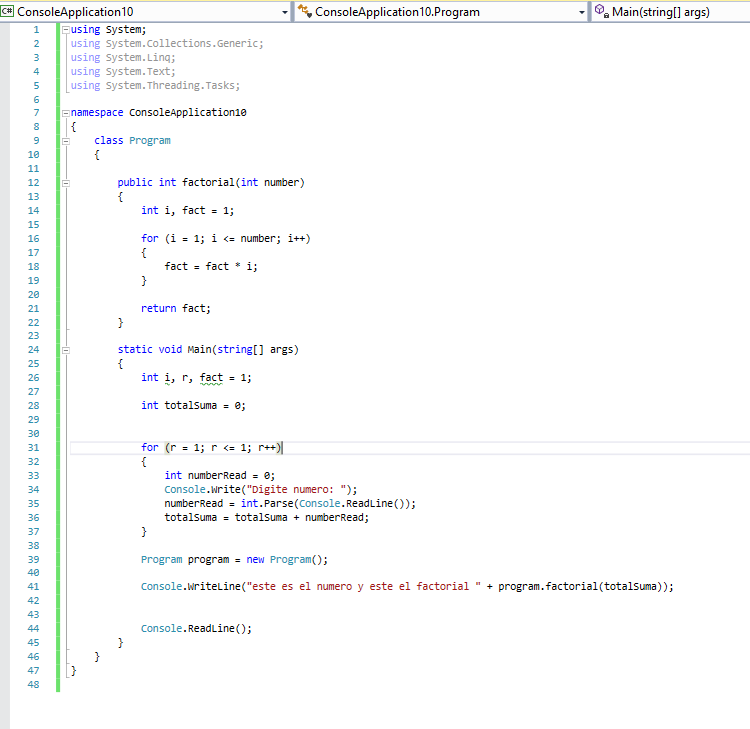 C# ConsoleApplication10 ConsoleApplication10.Program Main(string[] args)
1 using System;
2 using System.Collections.Generic;
3 using System.Linq;
4 using System.Text;
5 using System.Threading.Tasks;
6
7 namespace ConsoleApplication10
8 {
9 class Program
10 {
11
12 public int factorial(int number)
13 {
14 int i, fact = 1;
15
16 for (i = 1; i <= number; i++)
17 {
18 fact = fact * i;
19 }
20
21 return fact;
22 }
23
24 static void Main(string[] args)
25 {
26 int i, r, fact = 1;
27
28 int totalSuma = 0;
29
30
31 for (r = 1; r <= 1; r++)
32 {
33 int numberRead = 0;
34 Console.Write("Digite numero: ");
35 numberRead = int.Parse(Console.ReadLine());
36 totalSuma = totalSuma + numberRead;
37 }
38
39 Program program = new Program();
40
41 Console.WriteLine("este es el numero y este el factorial " + program.factorial(totalSuma));
42
43
44 Console.ReadLine();
45 }
46 }
47 }
48